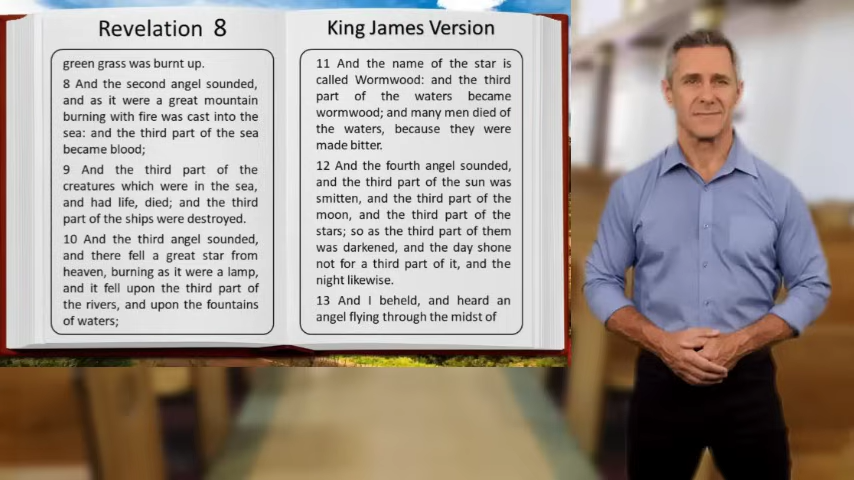 Revelation 8
green grass was burnt up.
8 And the second angel sounded,
and as it were a great mountain
burning with fire was cast into the
sea: and the third part of the sea
became blood;
9 And the third part of the
creatures which were in the sea,
and had life, died; and the third
part of the ships were destroyed.
10 And the third angel sounded,
and there fell a great star from
heaven, burning as it were a lamp,
and it fell upon the third part of
the rivers, and upon the fountains
of waters;
King James Version
11 And the name of the star is
called Wormwood: and the third
part of the waters became
wormwood; and many men died of
the waters, because they were
made bitter.
12 And the fourth angel sounded,
and the third part of the sun was
smitten, and the third part of the
moon, and the third part of the
stars; so as the third part of them
was darkened, and the day shone
not for a third part of it, and the
night likewise.
13 And I beheld, and heard an
angel flying through the midst of